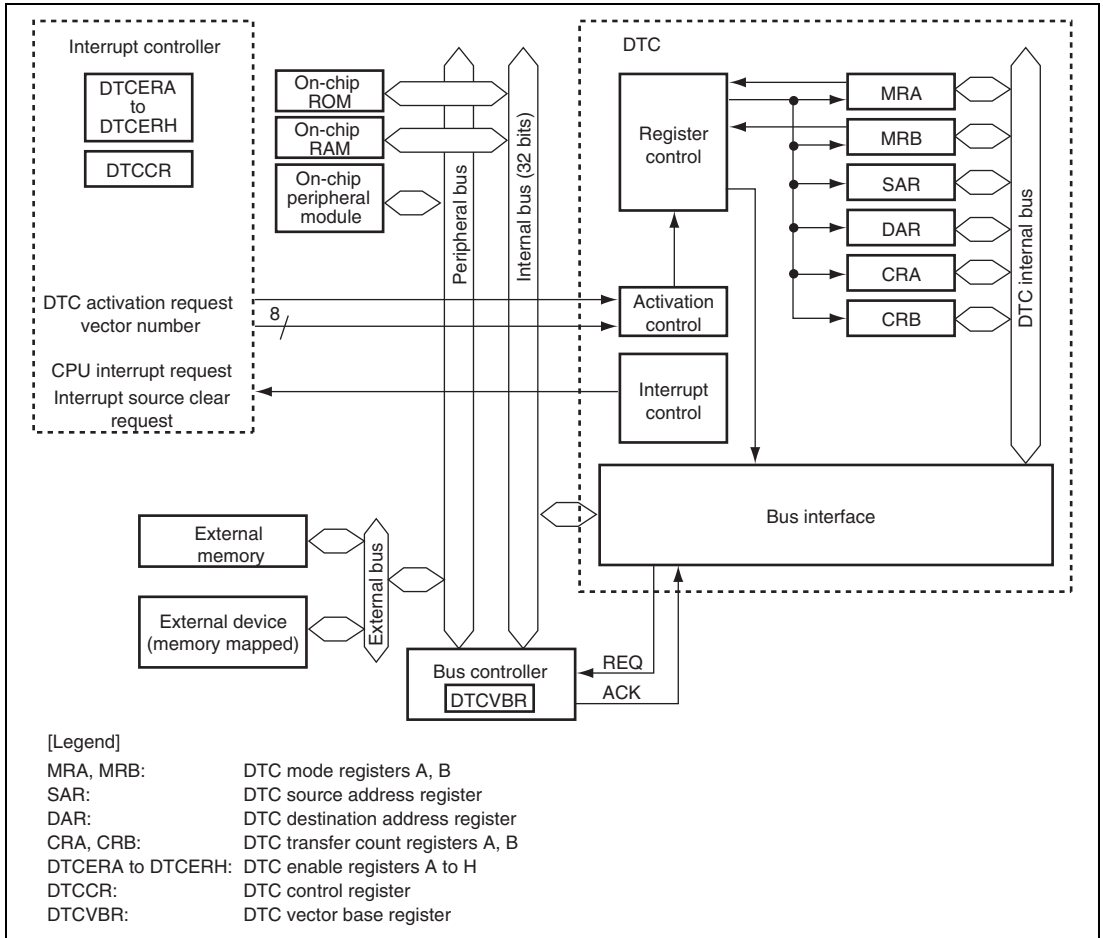 Interrupt controller
DTCERA
to
DTCERH
DTCCR
DTC activation request
vector number
8
CPU interrupt request
Interrupt source clear
request
On-chip
ROM
On-chip
RAM
On-chip
peripheral
module
Peripheral bus
Internal bus (32 bits)
DTC
Register
control
Activation
control
Interrupt
control
MRA
MRB
SAR
DAR
CRA
CRB
DTC internal bus
Bus interface
External
memory
External device
(memory mapped)
External bus
Bus controller
DTCVBR
REQ
ACK
[Legend]
MRA, MRB: DTC mode registers A, B
SAR: DTC source address register
DAR: DTC destination address register
CRA, CRB: DTC transfer count registers A, B
DTCERA to DTCERH: DTC enable registers A to H
DTCCR: DTC control register
DTCVBR: DTC vector base register